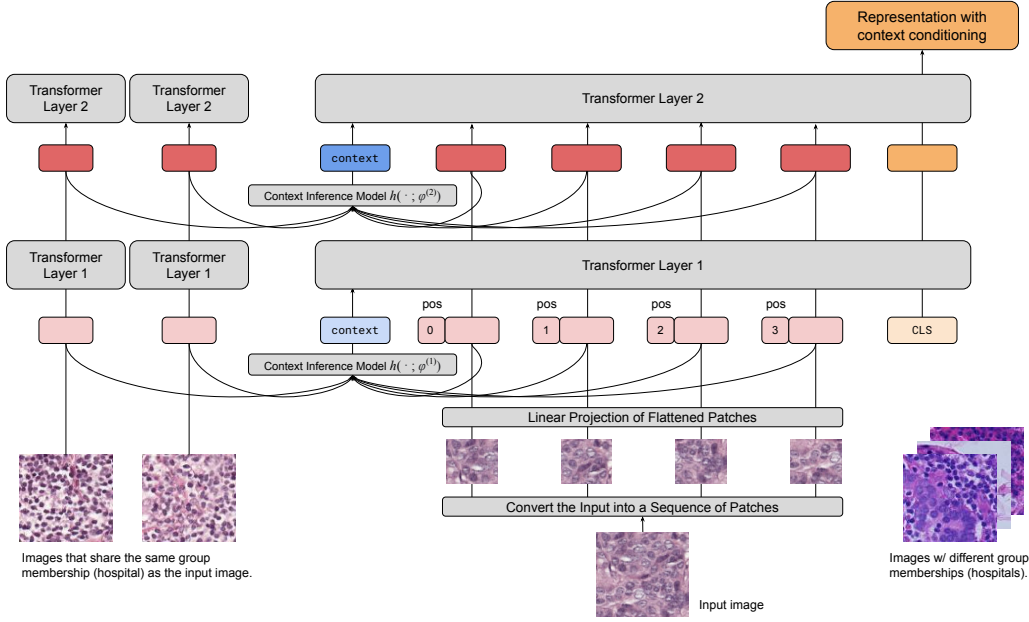 Representation with
context conditioning
Transformer
Layer 2
Transformer
Layer 2
Transformer Layer 2
context
Context Inference Model h( · ; φ(2))
Transformer
Layer 1
Transformer
Layer 1
Transformer Layer 1
pos
pos
pos
pos
context
0
1
2
3
CLS
Context Inference Model h( · ; φ(1))
Linear Projection of Flattened Patches
Convert the Input into a Sequence of Patches
Images that share the same group
membership (hospital) as the input image.
Images w/ different group
memberships (hospitals).
Input image